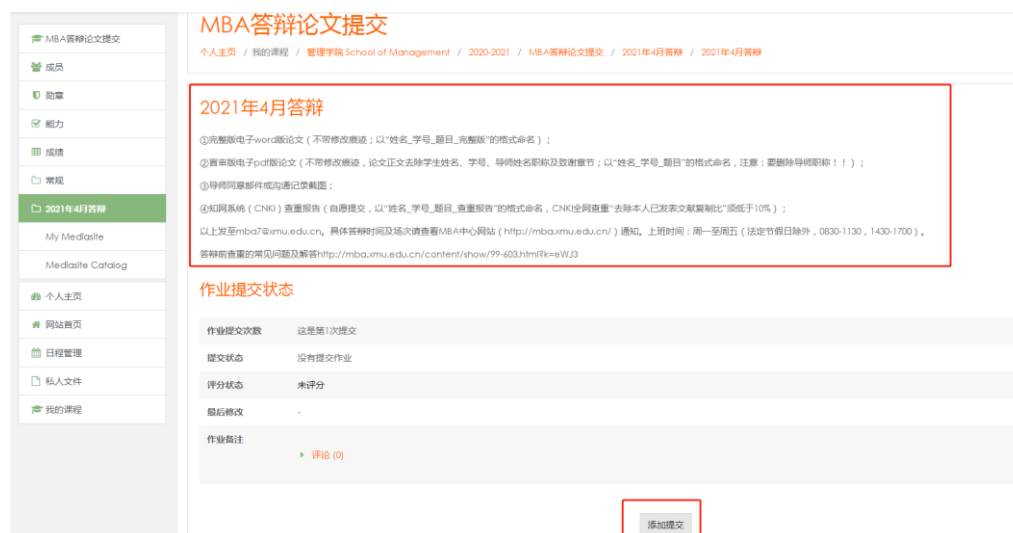 MBA答辩论文提交
成员
勋章
能力
成绩
常规
2021年4月答辩
My Mediasite
Mediasite Catalog
个人主页
网站首页
日程管理
私人文件
我的课程
MBA答辩论文提交
个人主页 / 我的课程 / 管理学院 School of Management / 2020-2021 / MBA答辩论文提交 / 2021年4月答辩 / 2021年4月答辩
2021年4月答辩
①完整版电子word版论文（不带修改痕迹；以“姓名_学号_题目_完整版”的格式命名）；
②盲审版电子pdf版论文（不带修改痕迹，论文正文去除学生姓名、学号、导师姓名职称及致谢章节；以“姓名_学号_题目”的格式命名，注意：要删除导师职称！！）；
③导师同意邮件或沟通记录截图；
④知网系统（CNKI）查重报告（自愿提交，以“姓名_学号_题目_查重报告”的格式命名，CNKI全网查重“去除本人已发表文献复制比”须低于10%）；
以上发至mba7@xmu.edu.cn。具体答辩时间及场次请查看MBA中心网站（http://mba.xmu.edu.cn/）通知。上班时间：周一至周五（法定节假日除外，0830-1130，1430-1700）。
答辩前查重的常见问题及解答http://mba.xmu.edu.cn/content/show/99-603.html?k=eWJ3
作业提交状态
作业提交次数 这是第1次提交
提交状态 没有提交作业
评分状态 未评分
最后修改 -
作业备注
评论 (0)
添加提交